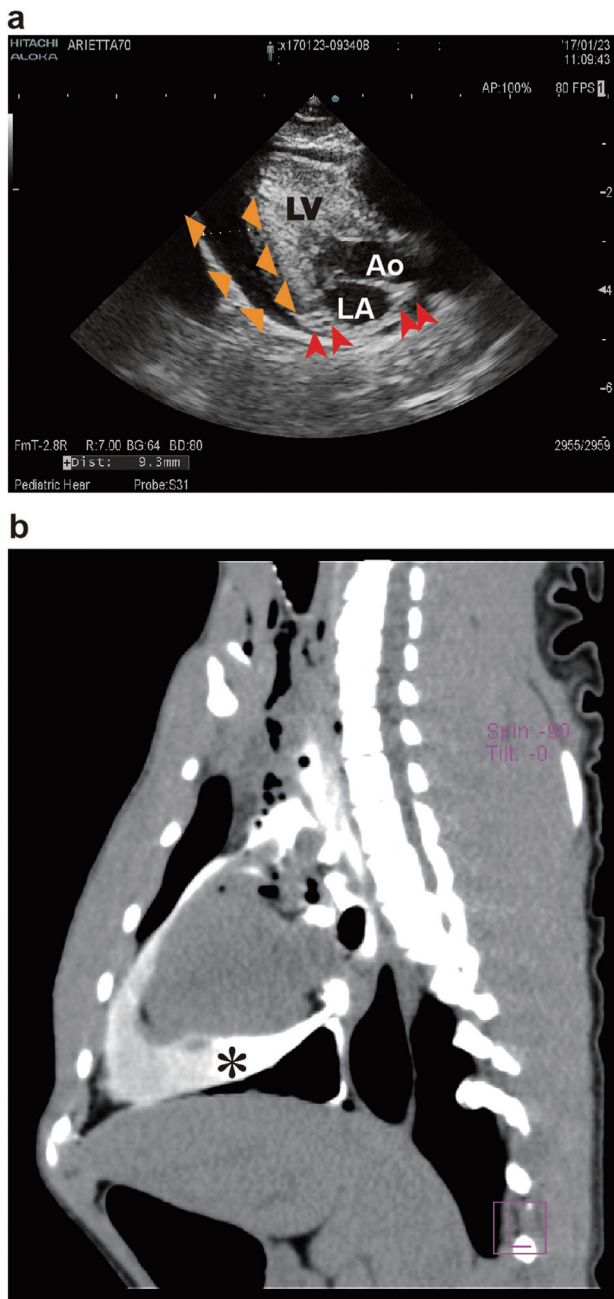 a
HITACHI ARIETTA70 :x170123-093408 : : '17/01/23
ALOKA : 11:09:43
AP:100% 80 FPS 1
-2
LV
Ao
-4
LA
-6
FmT-2.8R R:7.00 BG:64 BD:80 2955/2959
+Dist: 9.3mm
Pediatric Hear Probe:S31
b
Spin: -90
Tilt: -0
*